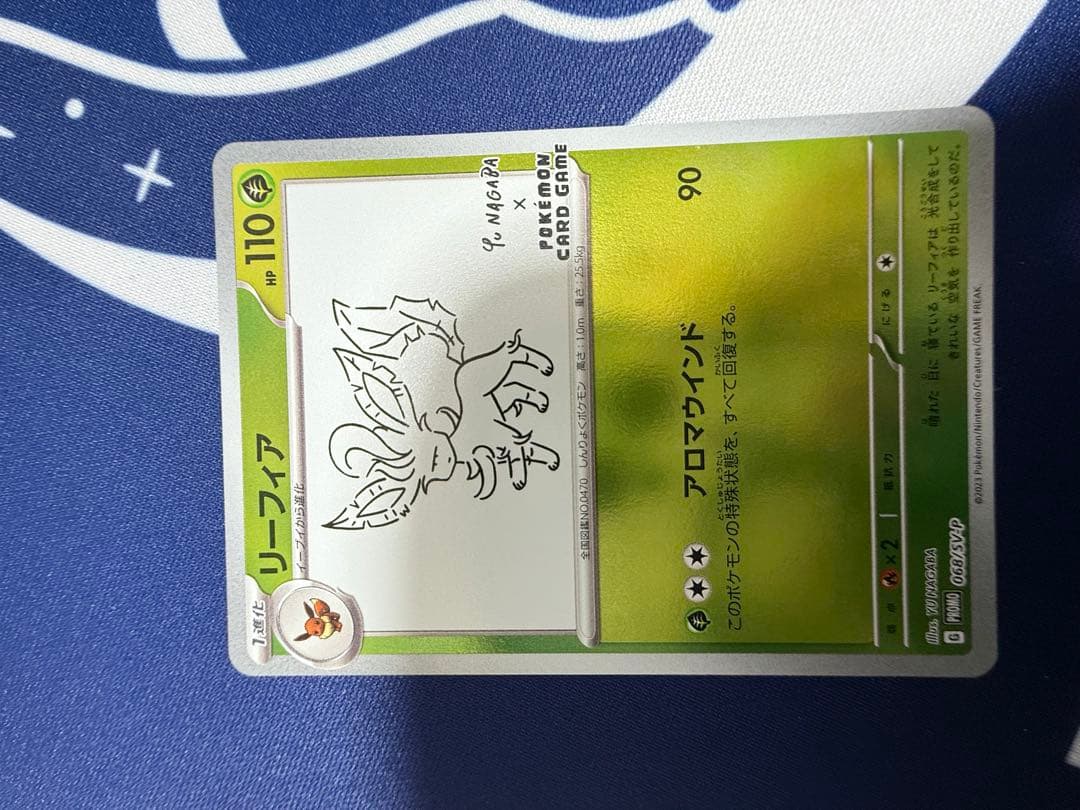 1進化
リーフィア
HP 110
イーブイから進化
Yu NAGABA
×
POKÉMON
CARD GAME
全国図鑑NO.0470 しんりょくポケモン 高さ:1.0m 重さ:25.5kg
アロマウインド 90
このポケモンの特殊状態を、すべて回復する。
弱点 ×2 抵抗力 にげる
Illus. YU NAGABA
G PROMO 068/SV-P
晴れた 日に 寝ている リーフィアは 光合成をして
きれいな 空気を 作り出しているのだ。
©2023 Pokémon/Nintendo/Creatures/GAME FREAK